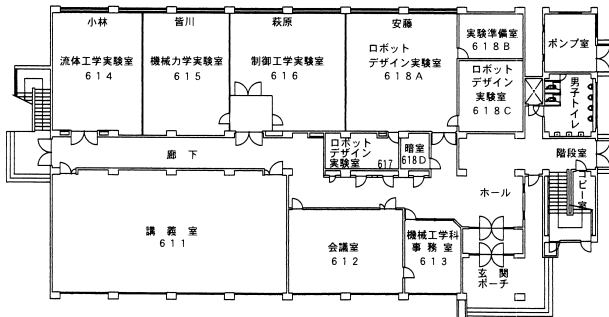 小林
流体工学実験室
614
皆川
機械力学実験室
615
萩原
制御工学実験室
616
安藤
ロボット
デザイン実験室
618A
実験準備室
618B
ロボット
デザイン
実験室
618C
ポンプ室
男子トイレ
廊下
ロボット
デザイン
実験室
617
暗室
618D
階段室
コピー室
ホール
講義室
611
会議室
612
機械工学科
事務室
613
玄関
ポーチ